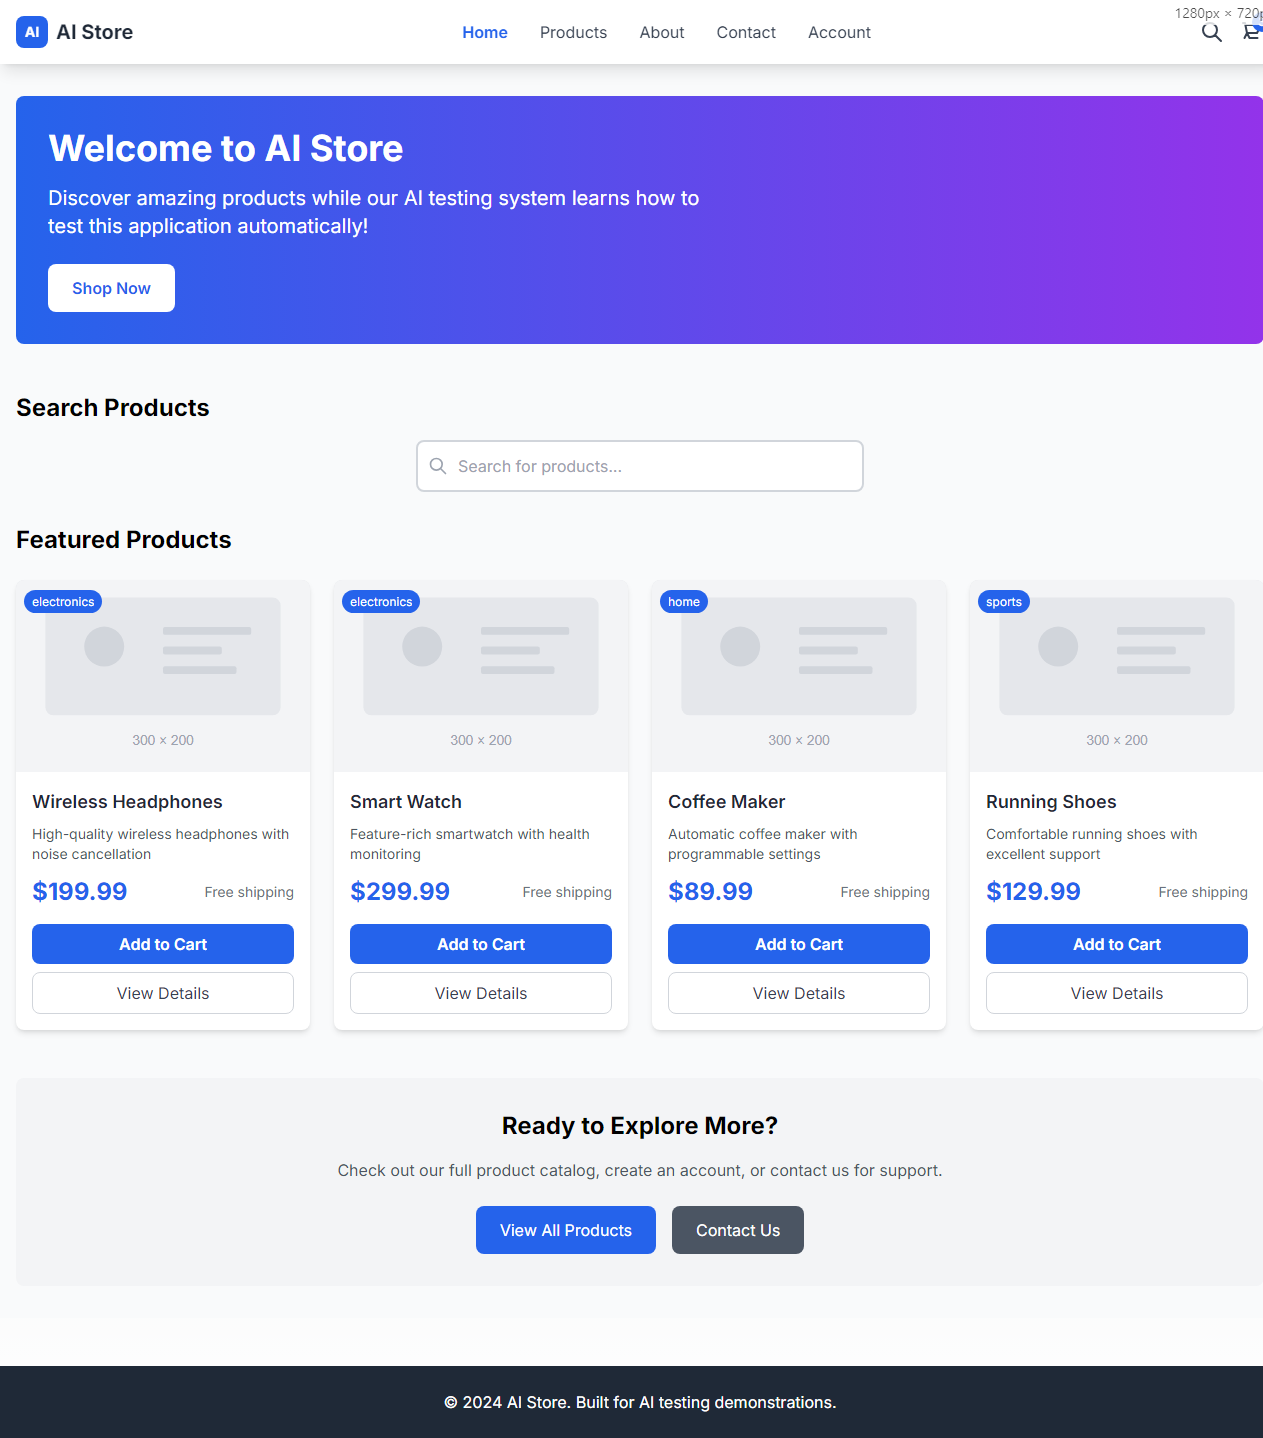 AI
AI Store
Home
Products
About
Contact
Account
1280px × 720p
Welcome to AI Store
Discover amazing products while our AI testing system learns how to
test this application automatically!
Shop Now
Search Products
Search for products...
Featured Products
electronics
300 × 200
Wireless Headphones
High-quality wireless headphones with
noise cancellation
$199.99
Free shipping
Add to Cart
View Details
electronics
300 × 200
Smart Watch
Feature-rich smartwatch with health
monitoring
$299.99
Free shipping
Add to Cart
View Details
home
300 × 200
Coffee Maker
Automatic coffee maker with
programmable settings
$89.99
Free shipping
Add to Cart
View Details
sports
300 × 200
Running Shoes
Comfortable running shoes with
excellent support
$129.99
Free shipping
Add to Cart
View Details
Ready to Explore More?
Check out our full product catalog, create an account, or contact us for support.
View All Products
Contact Us
© 2024 AI Store. Built for AI testing demonstrations.